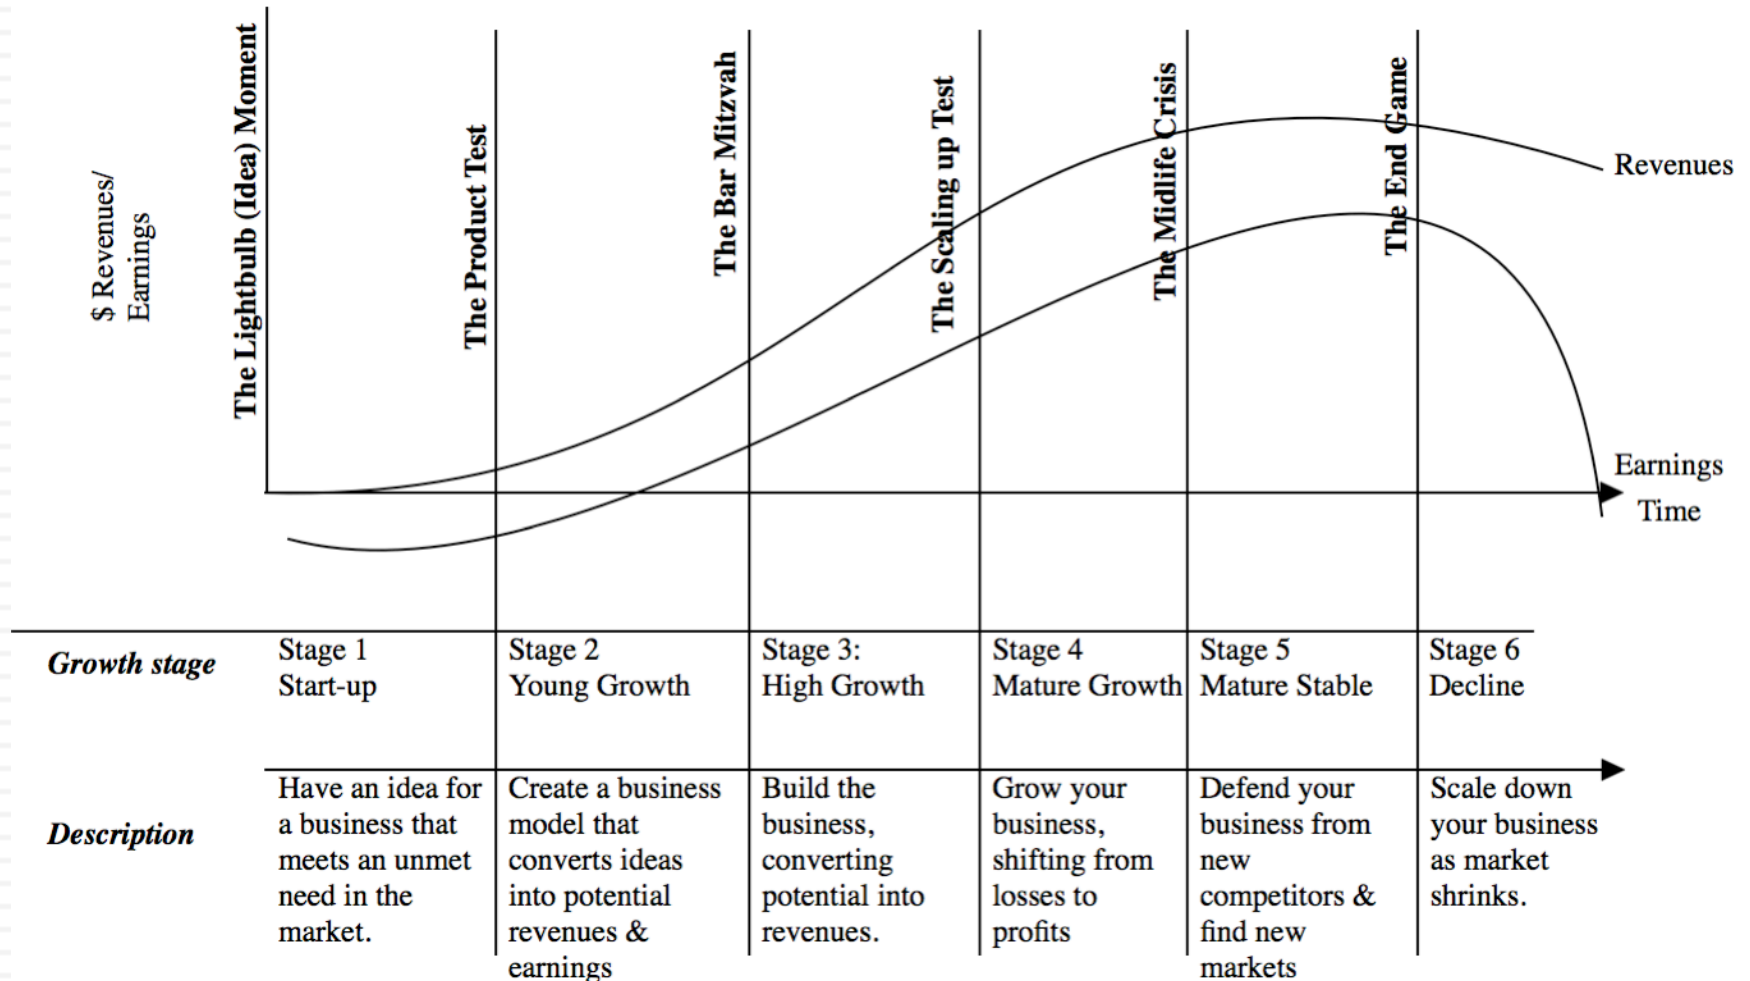 $ Revenues/
Earnings
The Lightbulb (Idea) Moment
The Product Test
The Bar Mitzvah
The Scaling up Test
The Midlife Crisis
The End Game
Revenues
Earnings
Time
Growth stage
Stage 1
Start-up
Stage 2
Young Growth
Stage 3:
High Growth
Stage 4
Mature Growth
Stage 5
Mature Stable
Stage 6
Decline
Description
Have an idea for
a business that
meets an unmet
need in the
market.
Create a business
model that
converts ideas
into potential
revenues &
earnings
Build the
business,
converting
potential into
revenues.
Grow your
business,
shifting from
losses to
profits
Defend your
business from
new
competitors &
find new
markets
Scale down
your business
as market
shrinks.